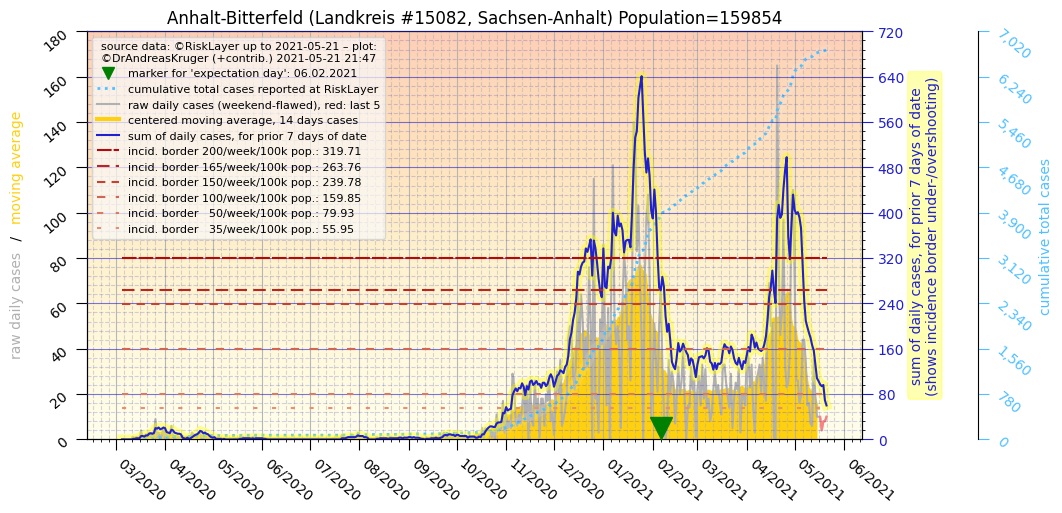 Anhalt-Bitterfeld (Landkreis #15082, Sachsen-Anhalt) Population=159854
source data: ©RiskLayer up to 2021-05-21 – plot:
©DrAndreasKruger (+contrib.) 2021-05-21 21:47
marker for 'expectation day': 06.02.2021
cumulative total cases reported at RiskLayer
raw daily cases (weekend-flawed), red: last 5
centered moving average, 14 days cases
sum of daily cases, for prior 7 days of date
incid. border 200/week/100k pop.: 319.71
incid. border 165/week/100k pop.: 263.76
incid. border 150/week/100k pop.: 239.78
incid. border 100/week/100k pop.: 159.85
incid. border   50/week/100k pop.: 79.93
incid. border   35/week/100k pop.: 55.95
raw daily cases / moving average
180
160
140
120
100
80
60
40
20
0
03/2020
04/2020
05/2020
06/2020
07/2020
08/2020
09/2020
10/2020
11/2020
12/2020
01/2021
02/2021
03/2021
04/2021
05/2021
06/2021
720
640
560
480
400
320
240
160
80
0
sum of daily cases, for prior 7 days of date
(shows incidence border under-/overshooting)
7,020
6,240
5,460
4,680
3,900
3,120
2,340
1,560
780
0
cumulative total cases